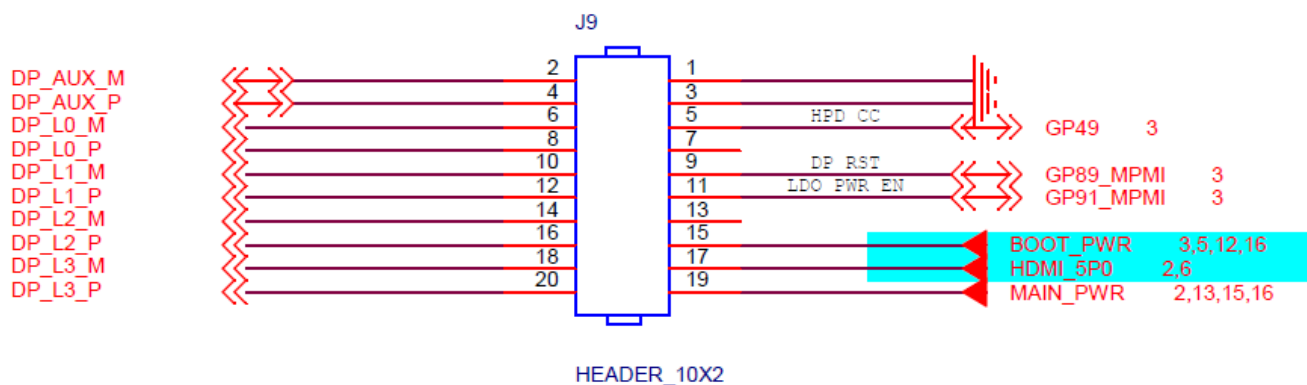 J9
DP_AUX_M 2 1
DP_AUX_P 4 3
DP_L0_M 6 5 HPD CC GP49 3
DP_L0_P 8 7
DP_L1_M 10 9 DP RST GP89_MPMI 3
DP_L1_P 12 11 LDO PWR EN GP91_MPMI 3
DP_L2_M 14 13
DP_L2_P 16 15 BOOT_PWR 3,5,12,16
DP_L3_M 18 17 HDMI_5P0 2,6
DP_L3_P 20 19 MAIN_PWR 2,13,15,16
HEADER_10X2